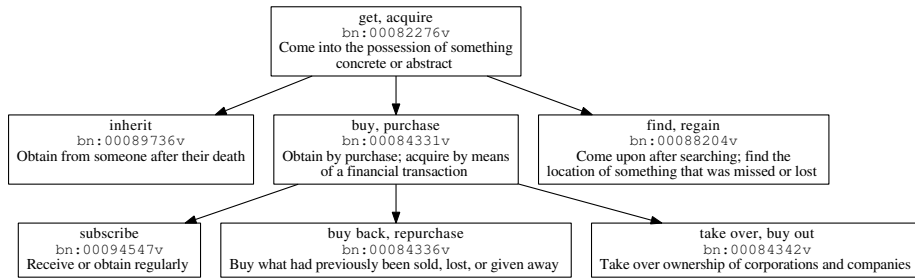 get, acquire
bn:00082276v
Come into the possession of something
concrete or abstract
inherit
bn:00089736v
Obtain from someone after their death
buy, purchase
bn:00084331v
Obtain by purchase; acquire by means
of a financial transaction
find, regain
bn:00088204v
Come upon after searching; find the
location of something that was missed or lost
subscribe
bn:00094547v
Receive or obtain regularly
buy back, repurchase
bn:00084336v
Buy what had previously been sold, lost, or given away
take over, buy out
bn:00084342v
Take over ownership of corporations and companies